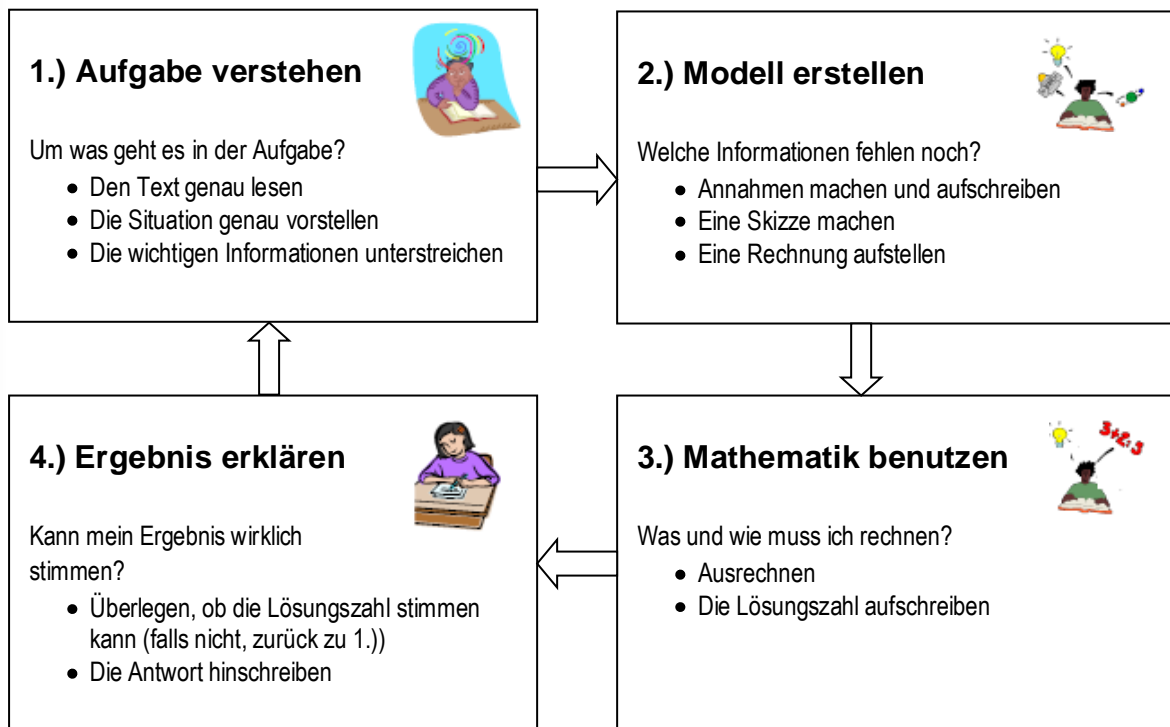 1.) Aufgabe verstehen
Um was geht es in der Aufgabe?
• Den Text genau lesen
• Die Situation genau vorstellen
• Die wichtigen Informationen unterstreichen
2.) Modell erstellen
Welche Informationen fehlen noch?
• Annahmen machen und aufschreiben
• Eine Skizze machen
• Eine Rechnung aufstellen
3.) Mathematik benutzen
3+2:3
Was und wie muss ich rechnen?
• Ausrechnen
• Die Lösungszahl aufschreiben
4.) Ergebnis erklären
Kann mein Ergebnis wirklich
stimmen?
• Überlegen, ob die Lösungszahl stimmen
kann (falls nicht, zurück zu 1.))
• Die Antwort hinschreiben